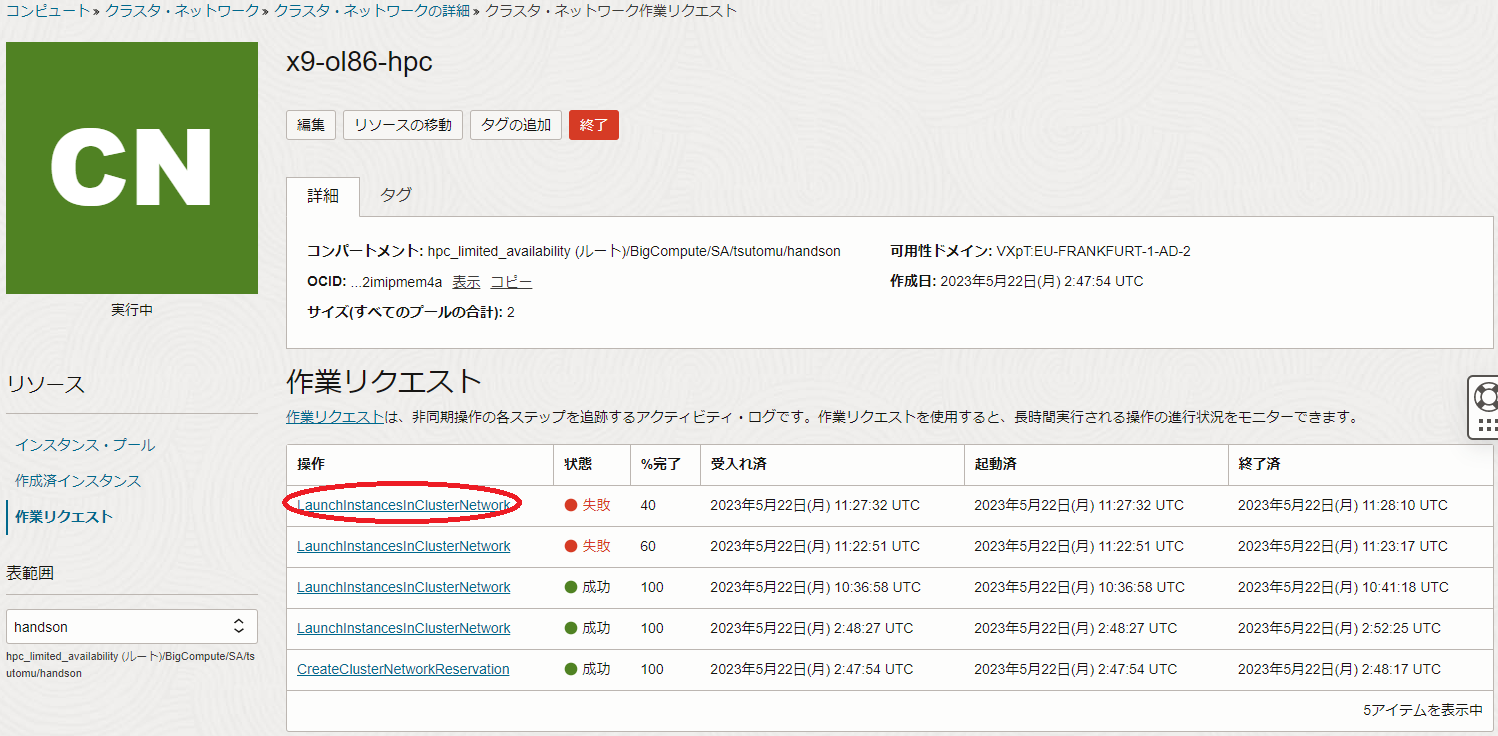 コンピュート » クラスタ・ネットワーク » クラスタ・ネットワークの詳細 » クラスタ・ネットワーク作業リクエスト
CN
実行中
x9-ol86-hpc
編集 リソースの移動 タグの追加 終了
詳細 タグ
コンパートメント: hpc_limited_availability (ルート)/BigCompute/SA/tsutomu/handson
OCID: ...2imipmem4a 表示 コピー
サイズ(すべてのプールの合計): 2
可用性ドメイン: VXpT:EU-FRANKFURT-1-AD-2
作成日: 2023年5月22日(月) 2:47:54 UTC
リソース
インスタンス・プール
作成済インスタンス
作業リクエスト
表範囲
handson
hpc_limited_availability (ルート)/BigCompute/SA/ts
utomu/handson
作業リクエスト
作業リクエストは、非同期操作の各ステップを追跡するアクティビティ・ログです。作業リクエストを使用すると、長時間実行される操作の進行状況をモニターできます。
操作 状態 %完了 受入れ済 起動済 終了済
LaunchInstancesInClusterNetwork 失敗 40 2023年5月22日(月) 11:27:32 UTC 2023年5月22日(月) 11:27:32 UTC 2023年5月22日(月) 11:28:10 UTC
LaunchInstancesInClusterNetwork 失敗 60 2023年5月22日(月) 11:22:51 UTC 2023年5月22日(月) 11:22:51 UTC 2023年5月22日(月) 11:23:17 UTC
LaunchInstancesInClusterNetwork 成功 100 2023年5月22日(月) 10:36:58 UTC 2023年5月22日(月) 10:36:58 UTC 2023年5月22日(月) 10:41:18 UTC
LaunchInstancesInClusterNetwork 成功 100 2023年5月22日(月) 2:48:27 UTC 2023年5月22日(月) 2:48:27 UTC 2023年5月22日(月) 2:52:25 UTC
CreateClusterNetworkReservation 成功 100 2023年5月22日(月) 2:47:54 UTC 2023年5月22日(月) 2:47:54 UTC 2023年5月22日(月) 2:48:17 UTC
5アイテムを表示中